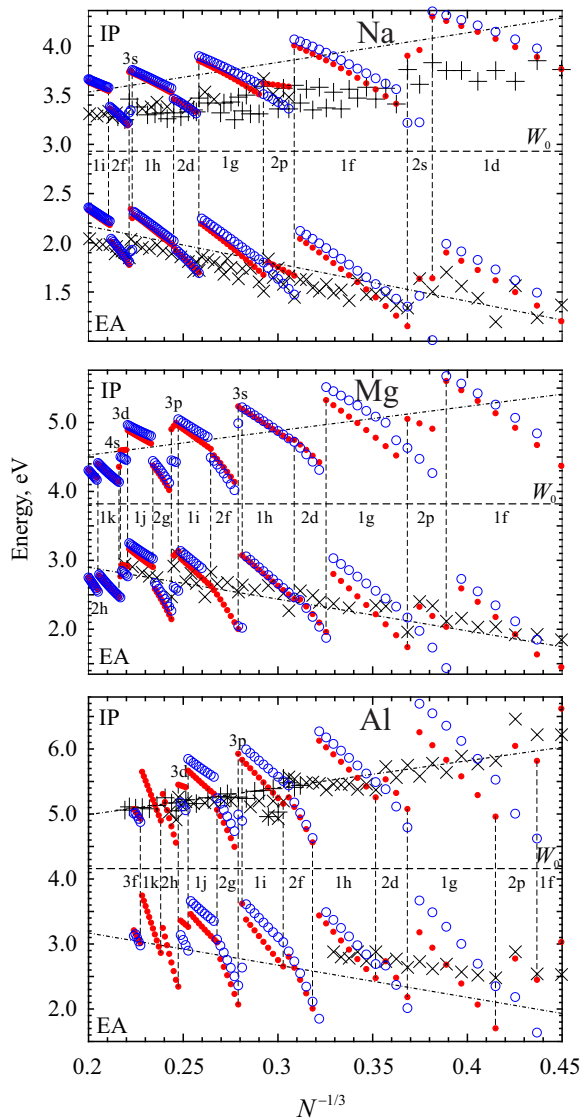 IP
Na
4.0
3s
3.5
3.0
W₀
1i 2f 1h 2d 1g 2p 1f 2s 1d
2.5
2.0
1.5
EA
IP
Mg
3d 3p 3s
5.0
4s
4.0
W₀
1k 1j 2g 1i 2f 1h 2d 1g 2p 1f
3.0
2h
2.0
EA
Energy, eV
IP
Al
3p
6.0
3d
5.0
W₀
4.0
3f 1k 2h 1j 2g 1i 2f 1h 2d 1g 2p 1f
3.0
2.0
EA
0.2 0.25 0.3 0.35 0.4 0.45
N⁻¹/³